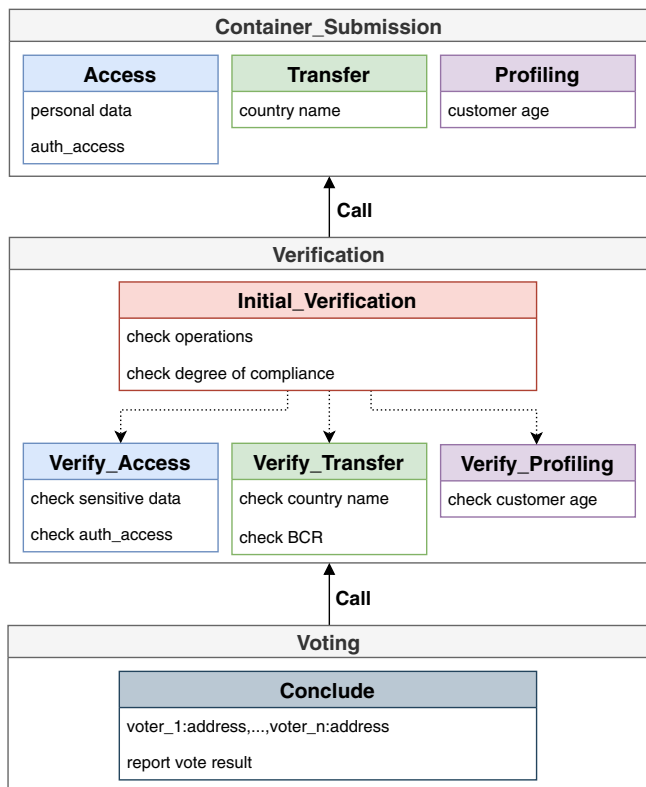 Container_Submission
Access
personal data
auth_access
Transfer
country name
Profiling
customer age
Call
Verification
Initial_Verification
check operations
check degree of compliance
Verify_Access
check sensitive data
check auth_access
Verify_Transfer
check country name
check BCR
Verify_Profiling
check customer age
Call
Voting
Conclude
voter_1:address,...,voter_n:address
report vote result